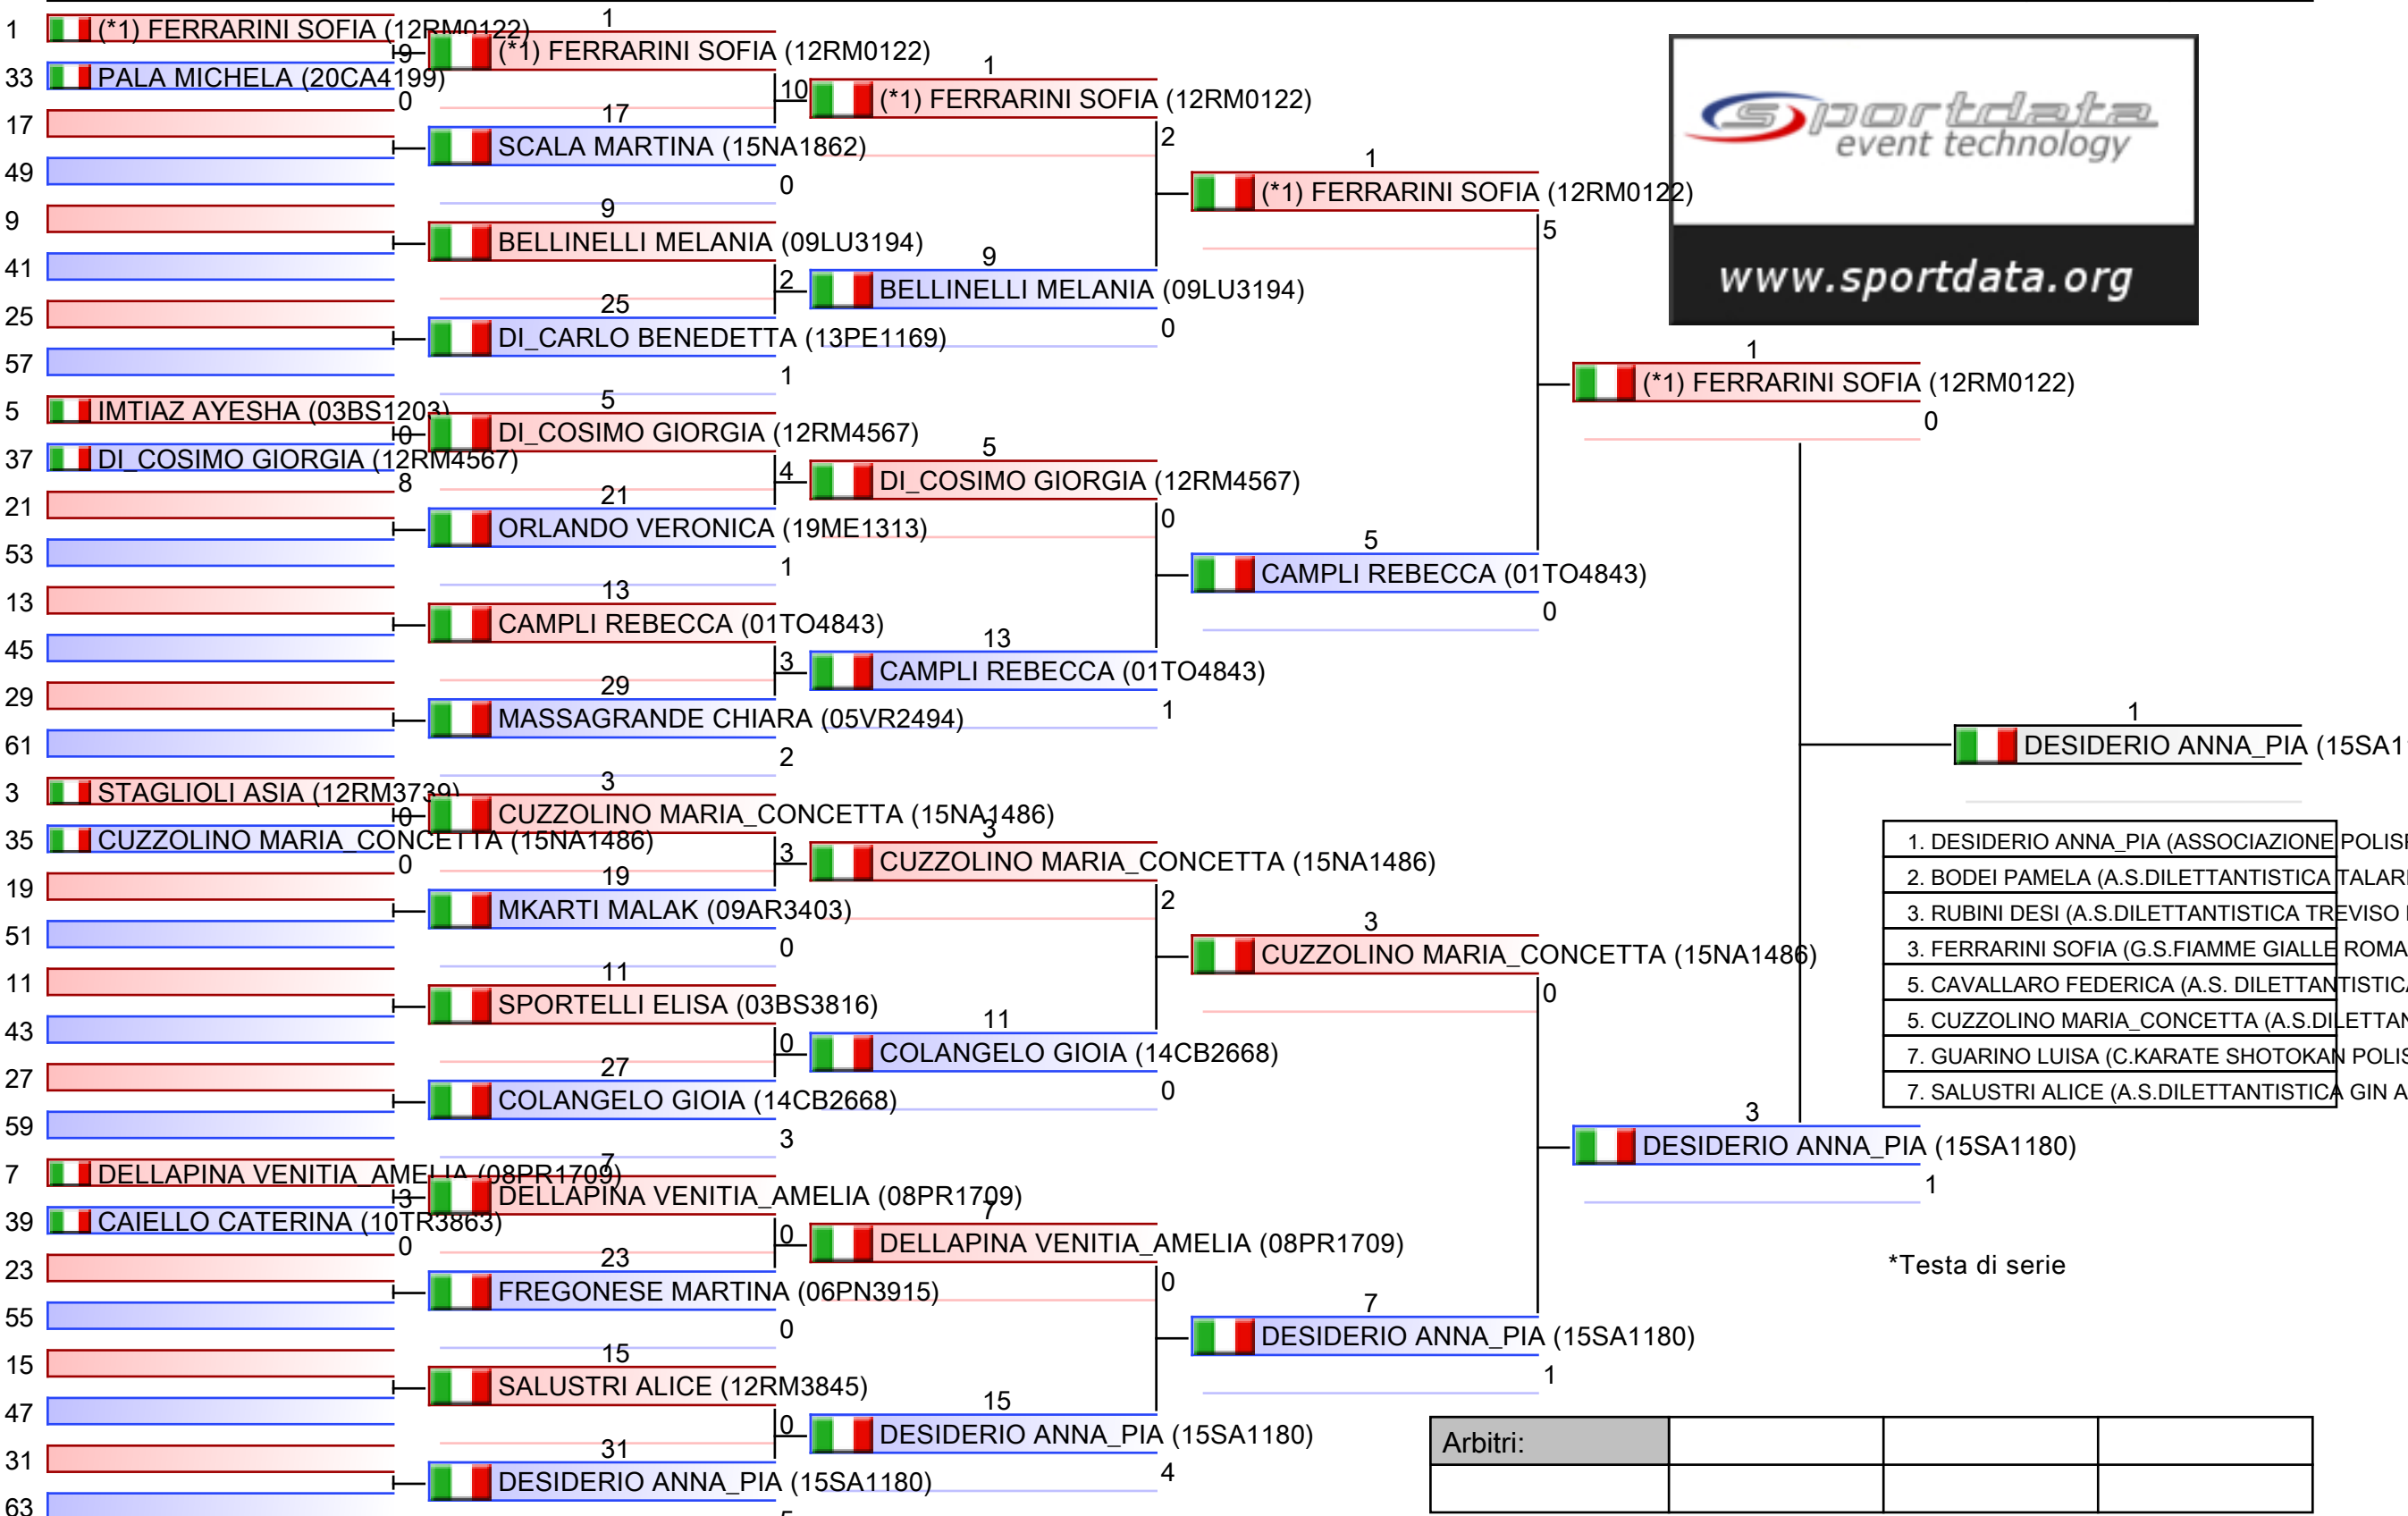 1 (*1) FERRARINI SOFIA (12RM0122)
9
33 PALA MICHELA (20CA4199)
0
17
49
9
41
25
57
5 IMTIAZ AYESHA (03BS1203)
0
37 DI_COSIMO GIORGIA (12RM4567)
8
21
53
13
45
29
61
3 STAGLIOLI ASIA (12RM3739)
0
35 CUZZOLINO MARIA_CONCETTA (15NA1486)
0
19
51
11
43
27
59
7 DELLAPINA VENITIA_AMELIA (08PR1709)
3
39 CAIELLO CATERINA (10TR3863)
0
23
55
15
47
31
63
1
(*1) FERRARINI SOFIA (12RM0122)
10
17
SCALA MARTINA (15NA1862)
0
9
BELLINELLI MELANIA (09LU3194)
2
25
DI_CARLO BENEDETTA (13PE1169)
1
5
DI_COSIMO GIORGIA (12RM4567)
4
21
ORLANDO VERONICA (19ME1313)
1
13
CAMPLI REBECCA (01TO4843)
3
29
MASSAGRANDE CHIARA (05VR2494)
2
3
CUZZOLINO MARIA_CONCETTA (15NA1486)
3
19
MKARTI MALAK (09AR3403)
0
11
SPORTELLI ELISA (03BS3816)
0
27
COLANGELO GIOIA (14CB2668)
3
7
DELLAPINA VENITIA_AMELIA (08PR1709)
0
23
FREGONESE MARTINA (06PN3915)
0
15
SALUSTRI ALICE (12RM3845)
0
31
DESIDERIO ANNA_PIA (15SA1180)
1
(*1) FERRARINI SOFIA (12RM0122)
2
9
BELLINELLI MELANIA (09LU3194)
0
5
DI_COSIMO GIORGIA (12RM4567)
0
13
CAMPLI REBECCA (01TO4843)
1
3
CUZZOLINO MARIA_CONCETTA (15NA1486)
2
11
COLANGELO GIOIA (14CB2668)
0
7
DELLAPINA VENITIA_AMELIA (08PR1709)
0
15
DESIDERIO ANNA_PIA (15SA1180)
4
1
(*1) FERRARINI SOFIA (12RM0122)
5
5
CAMPLI REBECCA (01TO4843)
0
3
CUZZOLINO MARIA_CONCETTA (15NA1486)
0
7
DESIDERIO ANNA_PIA (15SA1180)
1
sportdata
event technology
www.sportdata.org
1
(*1) FERRARINI SOFIA (12RM0122)
0
3
DESIDERIO ANNA_PIA (15SA1180)
1
1
DESIDERIO ANNA_PIA (15SA1
1. DESIDERIO ANNA_PIA (ASSOCIAZIONE
2. BODEI PAMELA (A.S.DILETTANTISTICA
3. RUBINI DESI (A.S.DILETTANTISTICA TREVISO
3. FERRARINI SOFIA (G.S.FIAMME GIALLE ROMA
5. CAVALLARO FEDERICA (A.S. DILETTANTISTICA
5. CUZZOLINO MARIA_CONCETTA (A.S.DILETTAN
7. GUARINO LUISA (C.KARATE SHOTOKAN
7. SALUSTRI ALICE (A.S.DILETTANTISTICA GIN A
*Testa di serie
Arbitri: